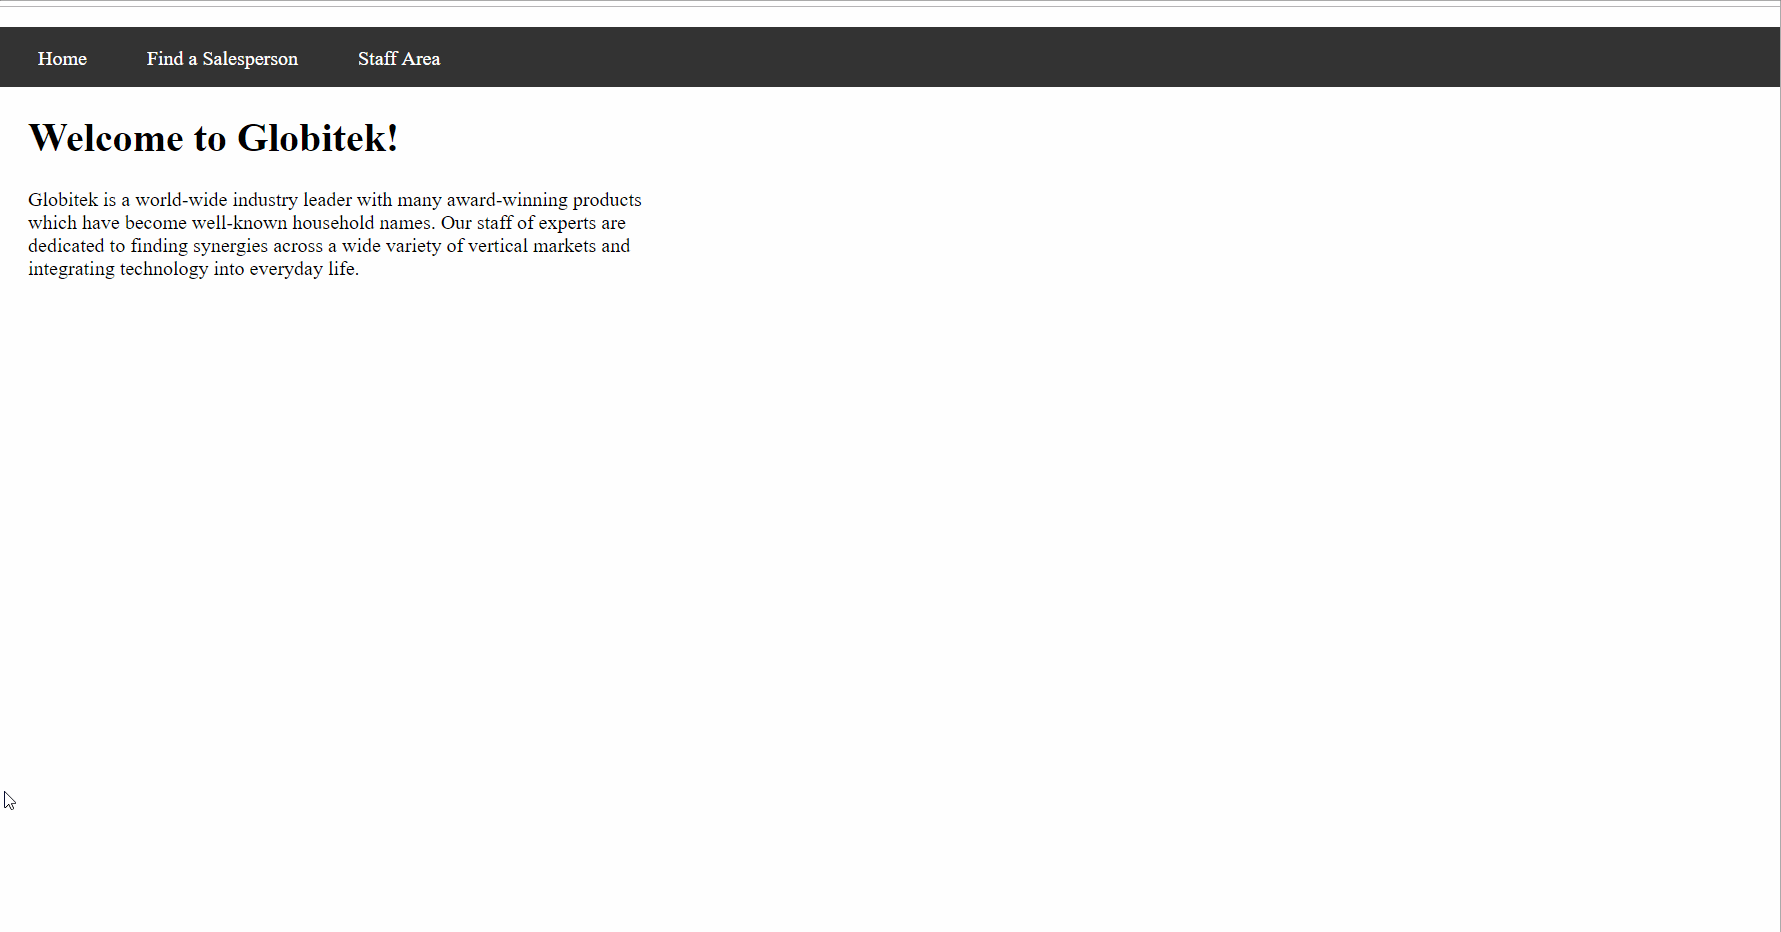 Home Find a Salesperson Staff Area
Welcome to Globitek!
Globitek is a world-wide industry leader with many award-winning products
which have become well-known household names. Our staff of experts are
dedicated to finding synergies across a wide variety of vertical markets and
integrating technology into everyday life.